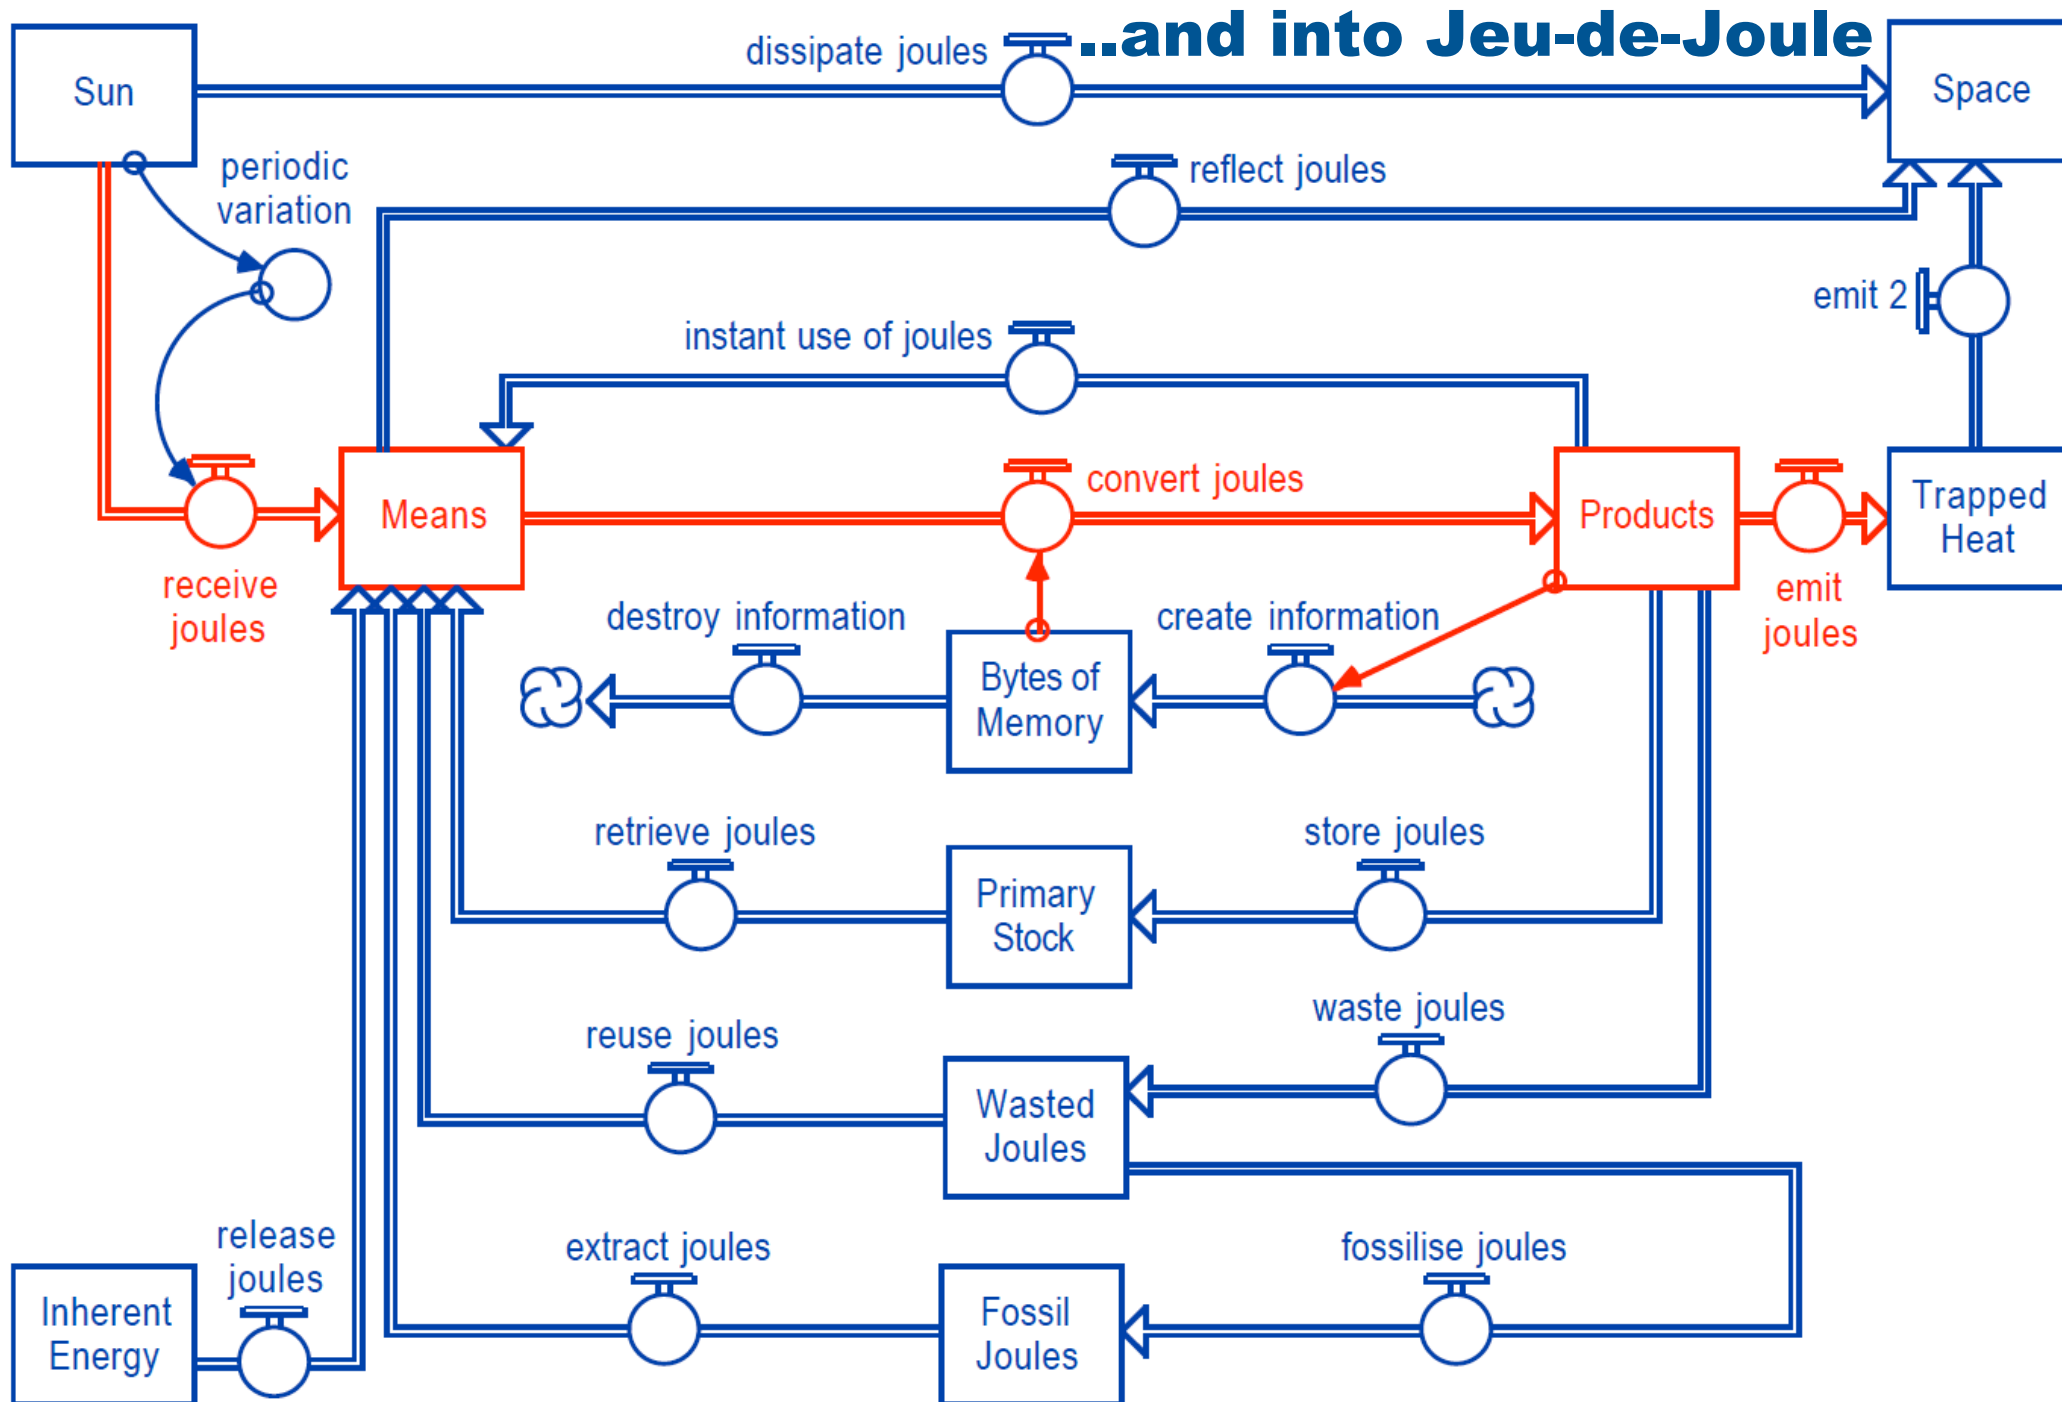 ..and into Jeu-de-Joule
dissipate joules
Sun
Space
periodic
variation
reflect joules
emit 2
instant use of joules
convert joules
Means
Products
Trapped
Heat
receive
joules
emit
joules
destroy information
create information
Bytes of
Memory
retrieve joules
store joules
Primary
Stock
waste joules
reuse joules
Wasted
Joules
release
joules
extract joules
fossilise joules
Inherent
Energy
Fossil
Joules